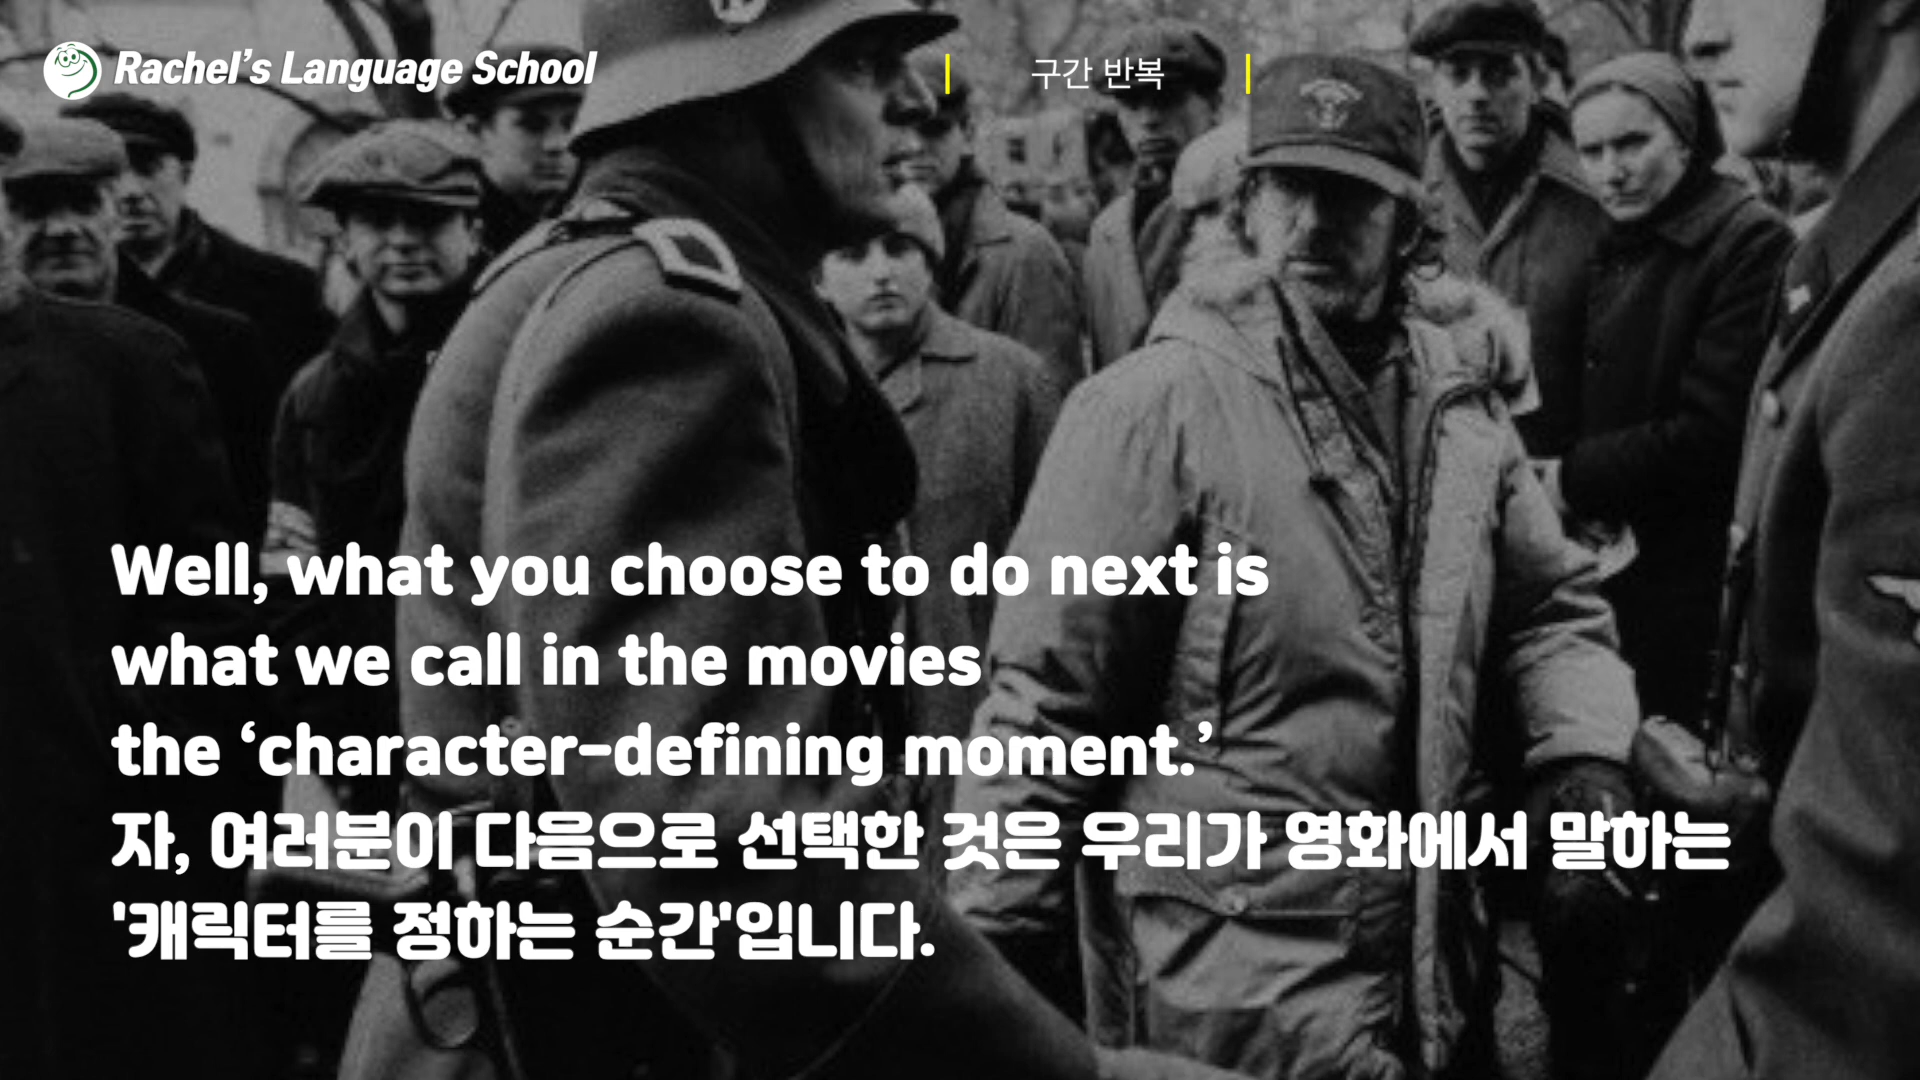 Rachel's Language School
구간 반복
Well, what you choose to do next is
what we call in the movies
the ‘character-defining moment.’
자, 여러분이 다음으로 선택한 것은 우리가 영화에서 말하는
'캐릭터를 정하는 순간'입니다.